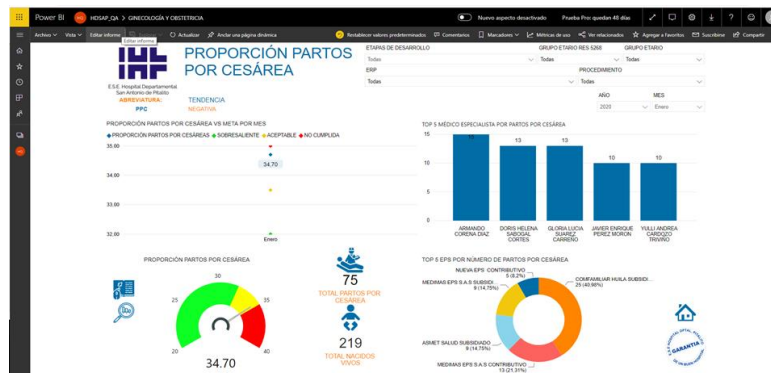 Power BI HDSAP_QA > GINECOLOGÍA Y OBSTETRICIA Nuevo aspecto desactivado Prueba Pro: quedan 48 días
Archivo Vista Editar informe Actualizar Anclar una página dinámica Restablecer valores predeterminados Comentarios Marcadores Métricas de uso Ver relacionados Agregar a favoritos Suscribirse Compartir
Editar informe
PROPORCIÓN PARTOS
POR CESÁREA
E.S.E. Hospital Departamental
San Antonio de Pitalito
ABREVIATURA: TENDENCIA
PPC NEGATIVA
ETAPAS DE DESARROLLO GRUPO ETARIO RES 5268 GRUPO ETARIO
Todas Todas Todas
ERP PROCEDIMIENTO
Todas Todas
AÑO MES
2020 Enero
PROPORCIÓN PARTOS POR CESÁREA VS META POR MES
PROPORCIÓN PARTOS POR CESÁREAS SOBRESALIENTE ACEPTABLE NO CUMPLIDA
35.00
34.70
34.00
33.00
32.00
Enero
TOP 5 MÉDICO ESPECIALISTA POR PARTOS POR CESÁREA
15
10
5
0
15 13 13 10 10
ARMANDO CORENA DIAZ
DORIS HELENA SABOGAL CORTES
GLORIA LUCIA SUAREZ CARREÑO
JAVIER ENRIQUE PEREZ MORON
YULLI ANDREA CARDOZO TRIVIÑO
PROPORCIÓN PARTOS POR CESÁREA
20
25
30
35
40
34.70
75
TOTAL PARTOS POR
CESÁREA
219
TOTAL NACIDOS
VIVOS
TOP 5 EPS POR NÚMERO DE PARTOS POR CESÁREA
NUEVA EPS CONTRIBUTIVO
5 (8,2%)
MEDIMAS EPS S.A.S SUBSIDI...
9 (14,75%)
COMFAMILIAR HUILA SUBSIDI...
25 (40,98%)
ASMET SALUD SUBSIDIADO
9 (14,75%)
MEDIMAS EPS S.A.S CONTRIBUTIVO
13 (21,31%)
GARANTIA